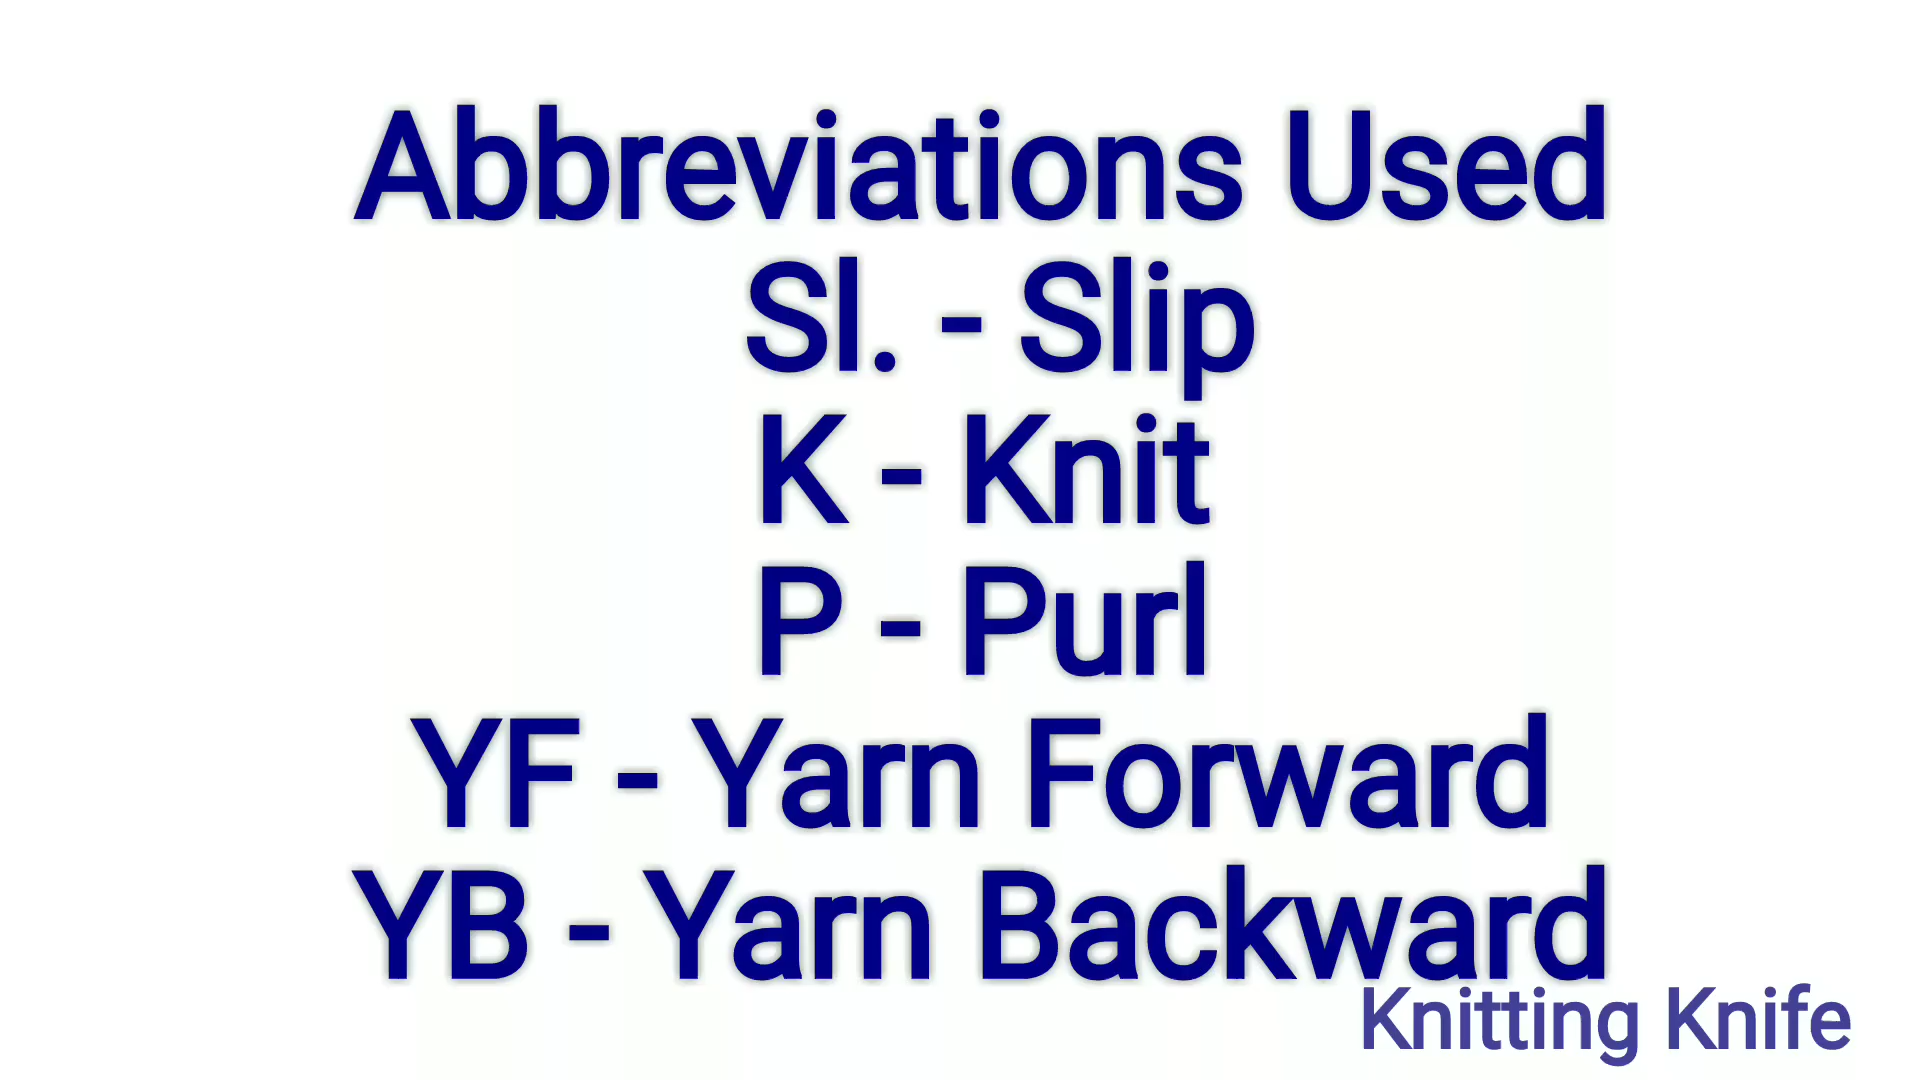 Abbreviations Used
Sl. - Slip
K - Knit
P - Purl
YF - Yarn Forward
YB - Yarn Backward
Knitting Knife